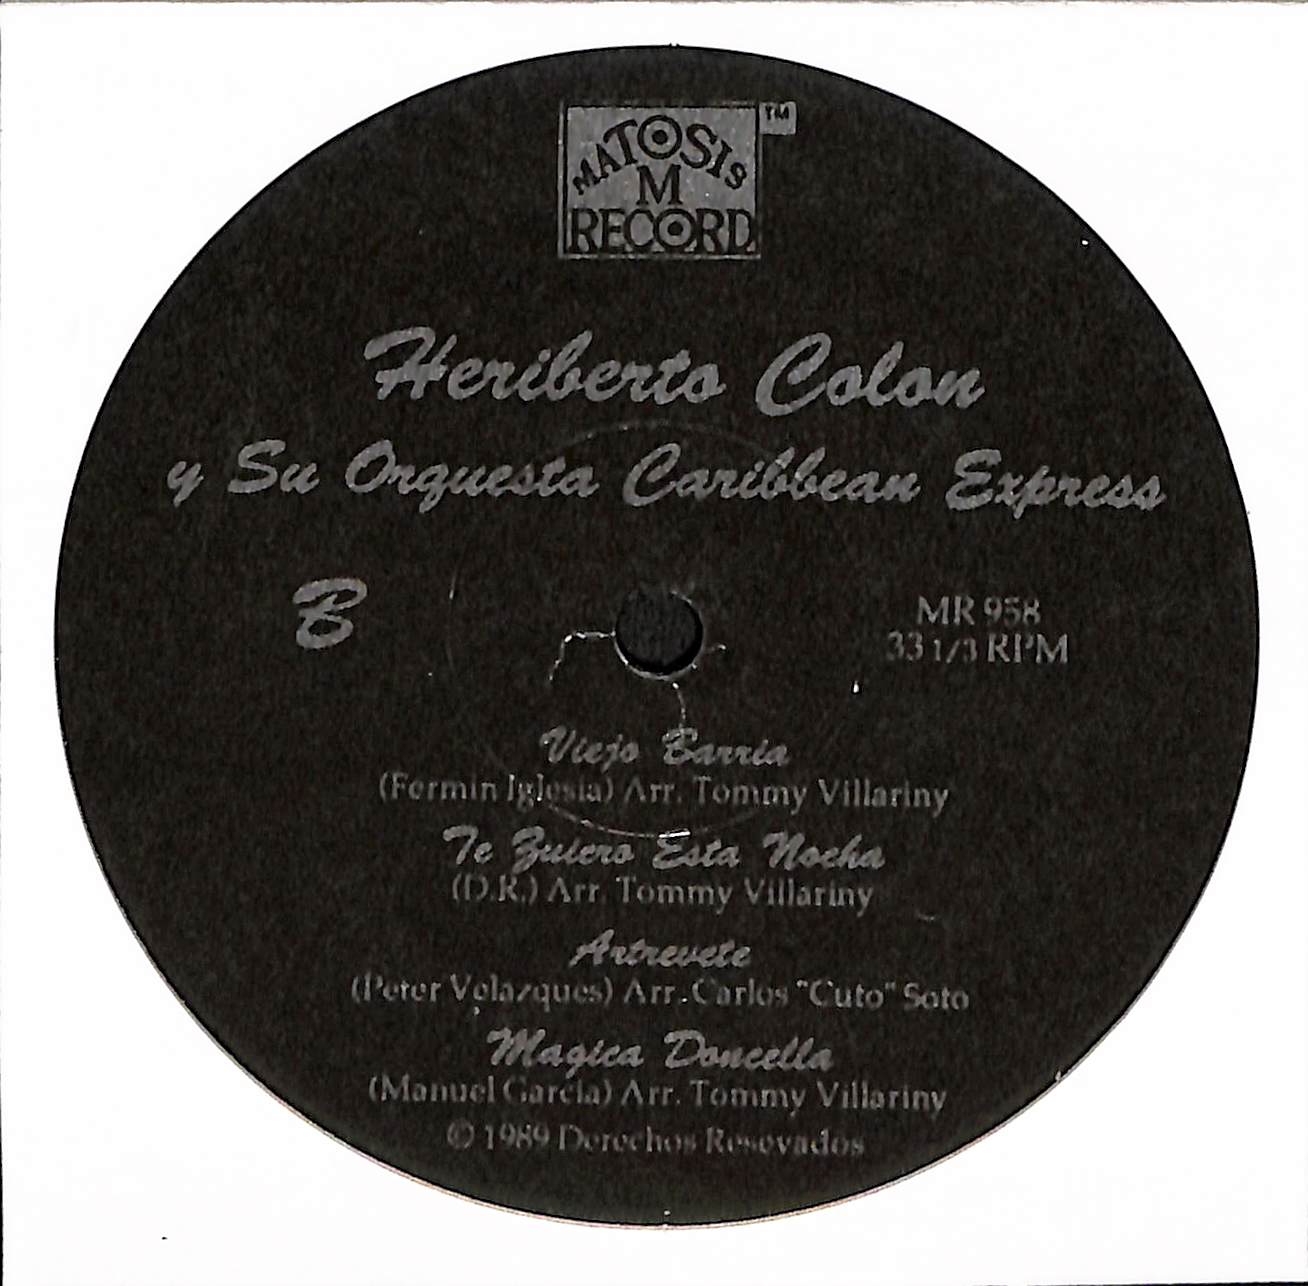 MATOSIS TM
M
RECORD
Heriberto Colon
y Su Orquesta Caribbean Express
B
MR 958
33 1/3 RPM
Viejo Barria
(Fermin Iglesia) Arr. Tommy Villariny
Te Quiero Esta Nocha
(D.R.) Arr. Tommy Villariny
Artrevete
(Peter Velazques) Arr. Carlos "Cuto" Soto
Magica Doncella
(Manuel Garcia) Arr. Tommy Villariny
© 1989 Derechos Resevados